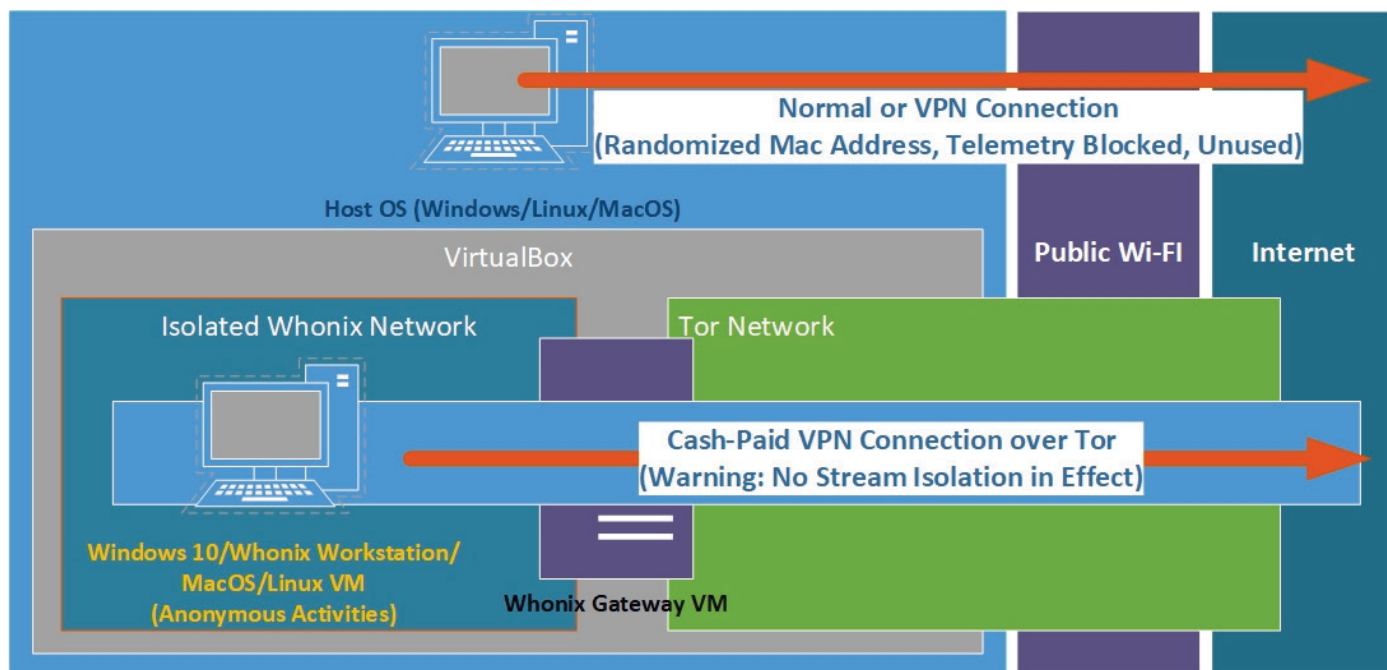 Normal or VPN Connection
(Randomized Mac Address, Telemetry Blocked, Unused)
Host OS (Windows/Linux/MacOS)
VirtualBox
Public Wi-FI
Internet
Isolated Whonix Network
Tor Network
Cash-Paid VPN Connection over Tor
(Warning: No Stream Isolation in Effect)
Windows 10/Whonix Workstation/
MacOS/Linux VM
(Anonymous Activities)
Whonix Gateway VM